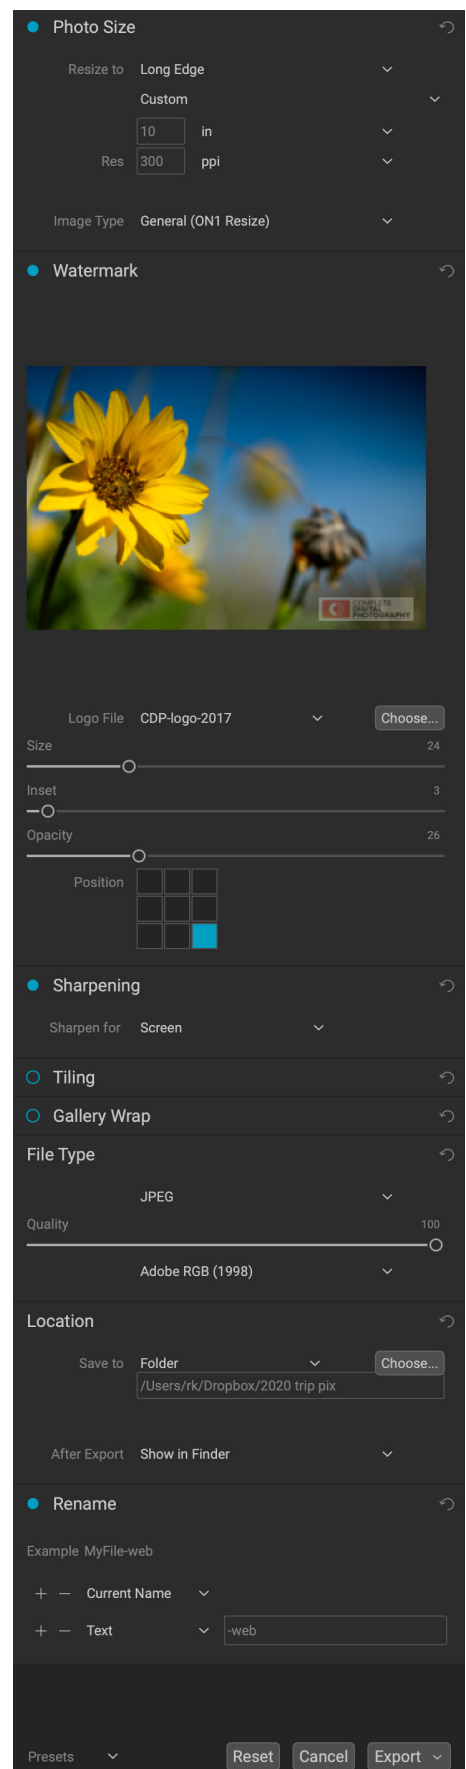 Photo Size
Resize to Long Edge
Custom
10 in
Res 300 ppi
Image Type General (ON1 Resize)
Watermark
COMPLETE
DIGITAL
PHOTOGRAPHY
Logo File CDP-logo-2017 Choose...
Size 24
Inset 3
Opacity 26
Position
Sharpening
Sharpen for Screen
Tiling
Gallery Wrap
File Type
JPEG
Quality 100
Adobe RGB (1998)
Location
Save to Folder Choose...
/Users/rk/Dropbox/2020 trip pix
After Export Show in Finder
Rename
Example MyFile-web
+ − Current Name
+ − Text -web
Presets Reset Cancel Export